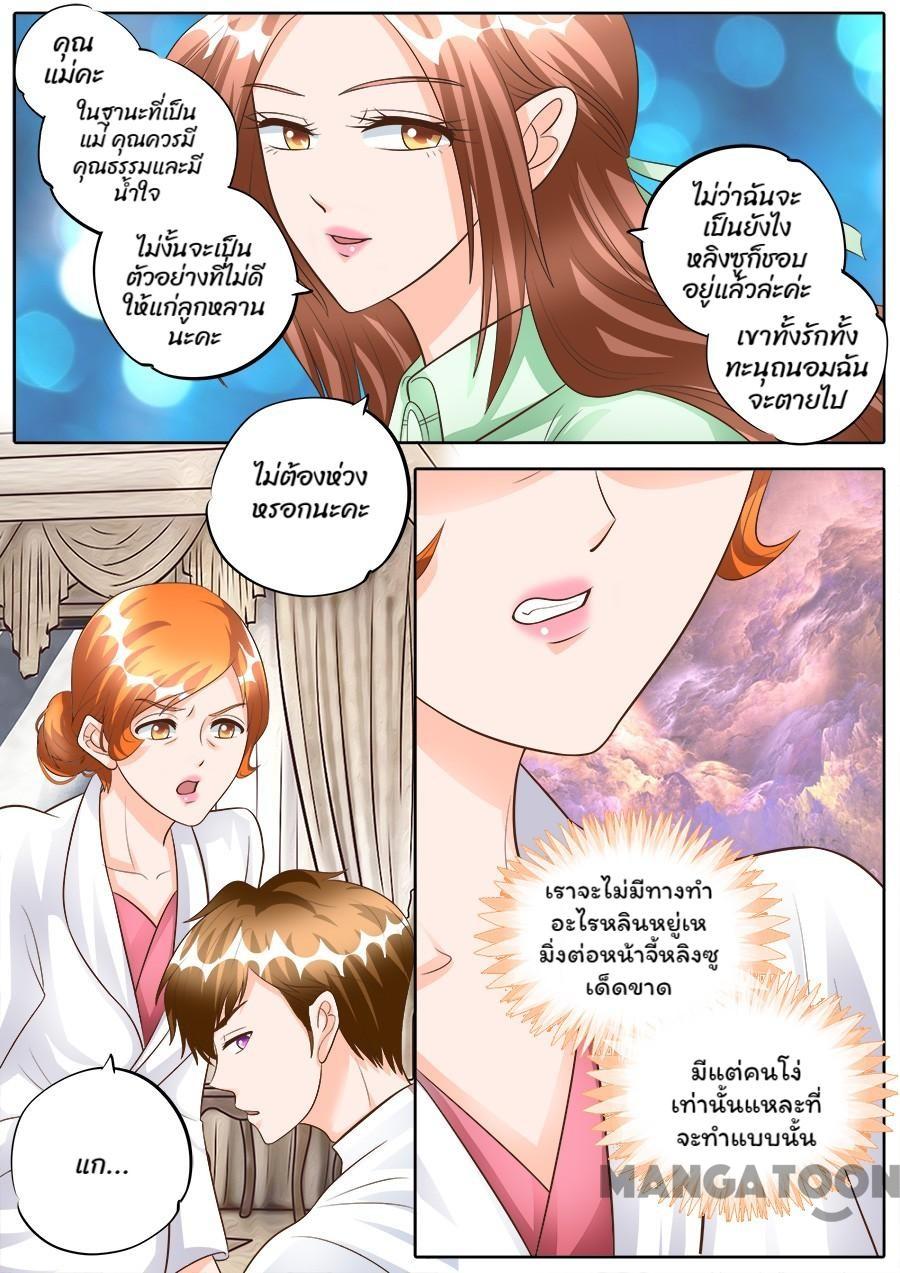 คุณ
แม่คะ
ในฐานะที่เป็น
แม่ คุณควรมี
คุณธรรมและมี
น้ำใจ
ไม่งั้นจะเป็น
ตัวอย่างที่ไม่ดี
ให้แก่ลูกหลาน
นะคะ
ไม่ว่าฉันจะ
เป็นยังไง
หลิงซูก็ชอบ
อยู่แล้วล่ะค่ะ
เขาทั้งรักทั้ง
ทะนุถนอมฉัน
จะตายไป
ไม่ต้องห่วง
หรอกนะคะ
แก...
เราจะไม่มีทางทำ
อะไรหลินหยู่เห
มิ่งต่อหน้าจี้หลิงซู
เด็ดขาด
มีแต่คนโง่
เท่านั้นแหละที่
จะทำแบบนั้น
MANGATOON